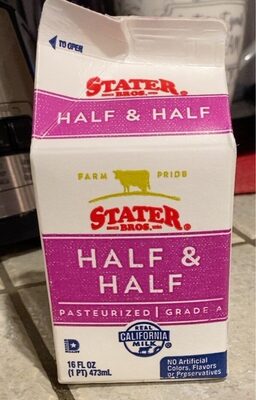 TO OPEN
STATER
BROS.
HALF & HALF
FARM PRIDE
STATER
BROS.
HALF &
HALF
PASTEURIZED | GRADE A
REAL
CALIFORNIA
MILK
16 FL OZ
(1 PT) 473mL
NO Artificial
Colors, Flavors
or Preservatives